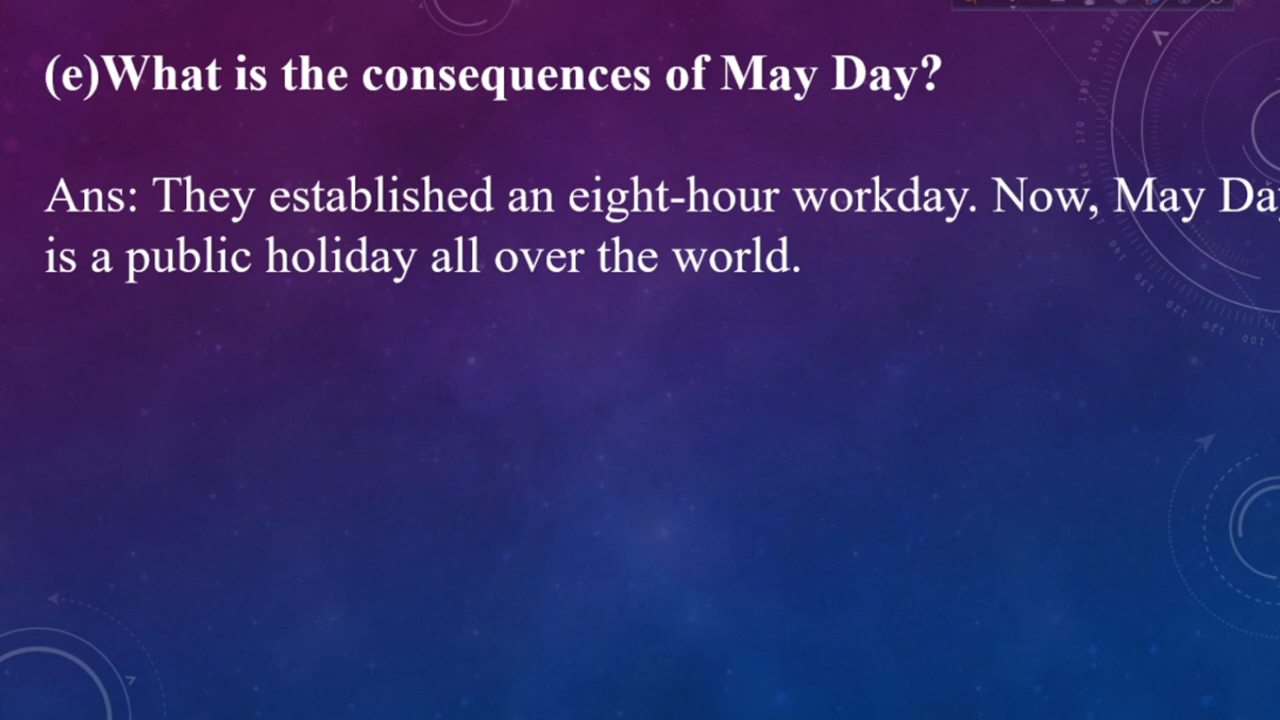 (e)What is the consequences of May Day?
Ans: They established an eight-hour workday. Now, May Da
is a public holiday all over the world.